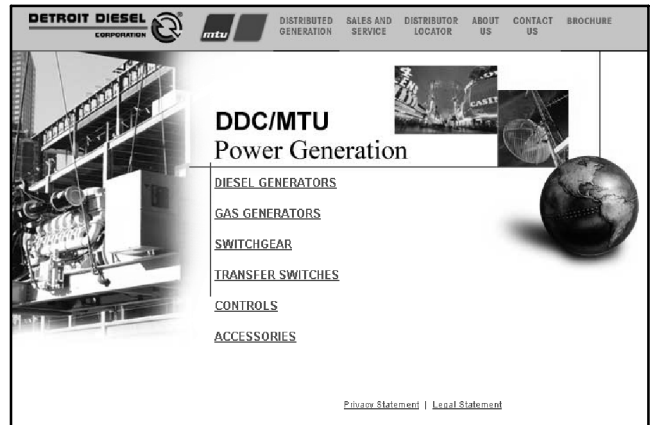 DETROIT DIESEL
CORPORATION
mtu
DISTRIBUTED GENERATION
SALES AND SERVICE
DISTRIBUTOR LOCATOR
ABOUT US
CONTACT US
BROCHURE
CASI
DDC/MTU
Power Generation
DIESEL GENERATORS
GAS GENERATORS
SWITCHGEAR
TRANSFER SWITCHES
CONTROLS
ACCESSORIES
Privacy Statement | Legal Statement